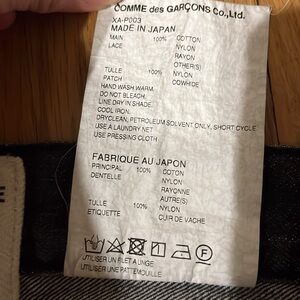 COMME des GARÇONS Co.,Ltd.
XA-P003
MADE IN JAPAN
MAIN 100% COTTON
LACE NYLON
RAYON
OTHER(S)
TULLE 100% NYLON
PATCH COWHIDE
HAND WASH WARM.
DO NOT BLEACH.
LINE DRY IN SHADE.
COOL IRON.
DRYCLEAN, PETROLEUM SOLVENT ONLY, SHORT CYCLE
USE A LAUNDRY NET
USE PRESSING CLOTH
FABRIQUE AU JAPON
PRINCIPAL 100% COTON
DENTELLE NYLON
RAYONNE
AUTRE(S)
TULLE 100% NYLON
ETIQUETTE CUIR DE VACHE
F
UTILISER UN FILET A LINGE
UTILISER UNE PATTEMOUILLE